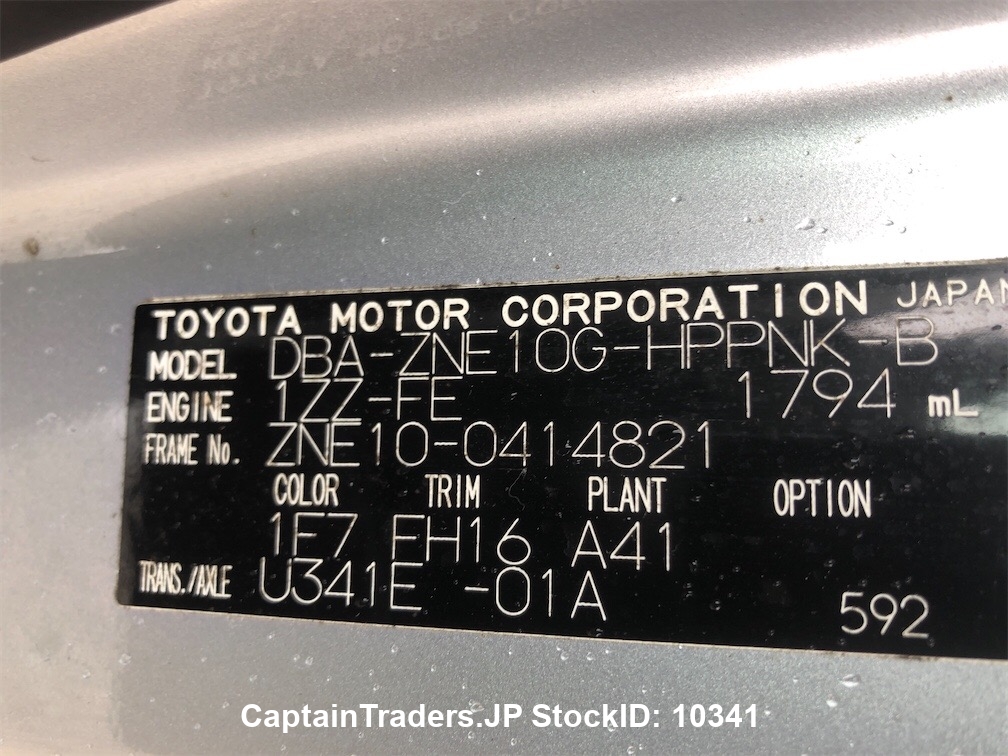 TOYOTA MOTOR CORPORATION JAPAN
MODEL DBA-ZNE10G-HPPNK-B
ENGINE 1ZZ-FE 1794 mL
FRAME No. ZNE10-0414821
COLOR TRIM PLANT OPTION
1F7 FH16 A41
TRANS./AXLE U341E -01A
592
CaptainTraders.JP StockID: 10341